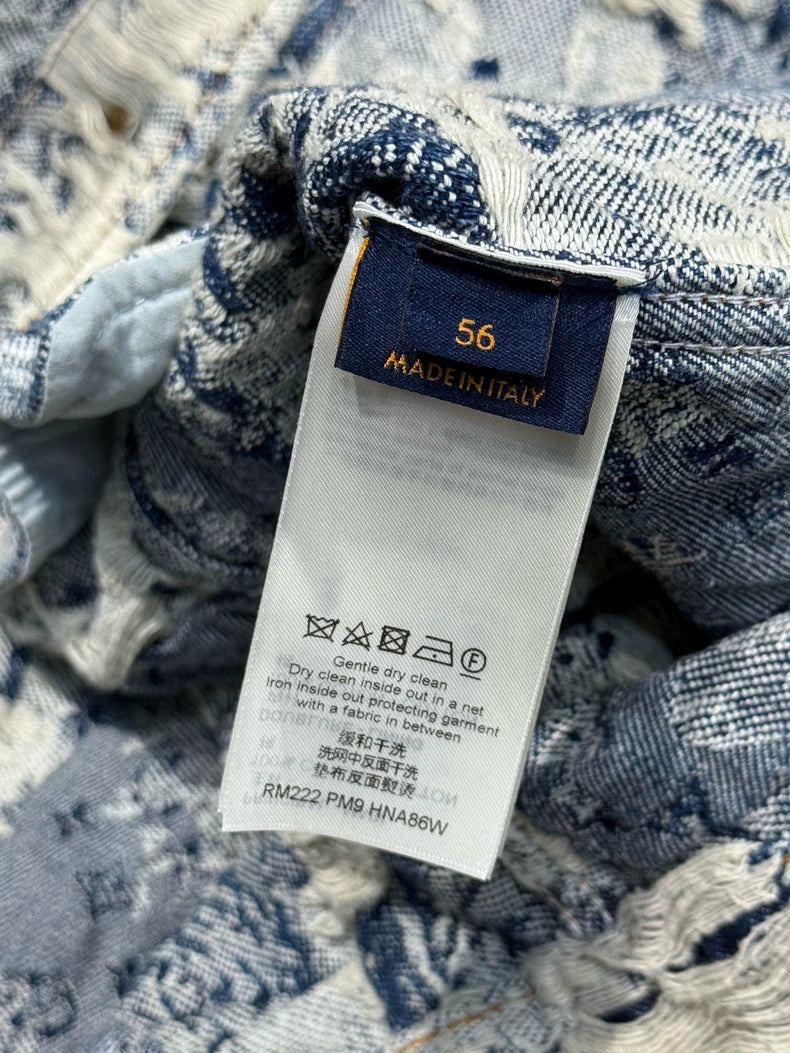 56
MADE IN ITALY
F
Gentle dry clean
Dry clean inside out in a net
Iron inside out protecting garment
with a fabric in between
缓和干洗
洗网中反面干洗
垫布反面熨烫
RM222 PM9 HNA86W